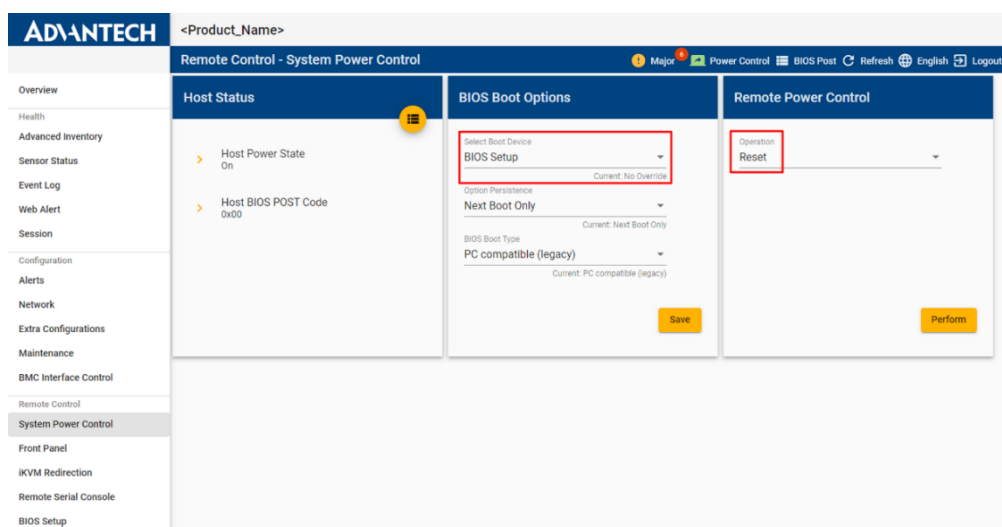 ADVANTECH
<Product_Name>
Remote Control - System Power Control
6
Major
Power Control
BIOS Post
Refresh
English
Logout
Overview
Health
Advanced Inventory
Sensor Status
Event Log
Web Alert
Session
Configuration
Alerts
Network
Extra Configurations
Maintenance
BMC Interface Control
Remote Control
System Power Control
Front Panel
iKVM Redirection
Remote Serial Console
BIOS Setup
Host Status
Host Power State
On
Host BIOS POST Code
0x00
BIOS Boot Options
Select Boot Device
BIOS Setup
Current: No Override
Option Persistence
Next Boot Only
Current: Next Boot Only
BIOS Boot Type
PC compatible (legacy)
Current: PC compatible (legacy)
Save
Remote Power Control
Operation
Reset
Perform